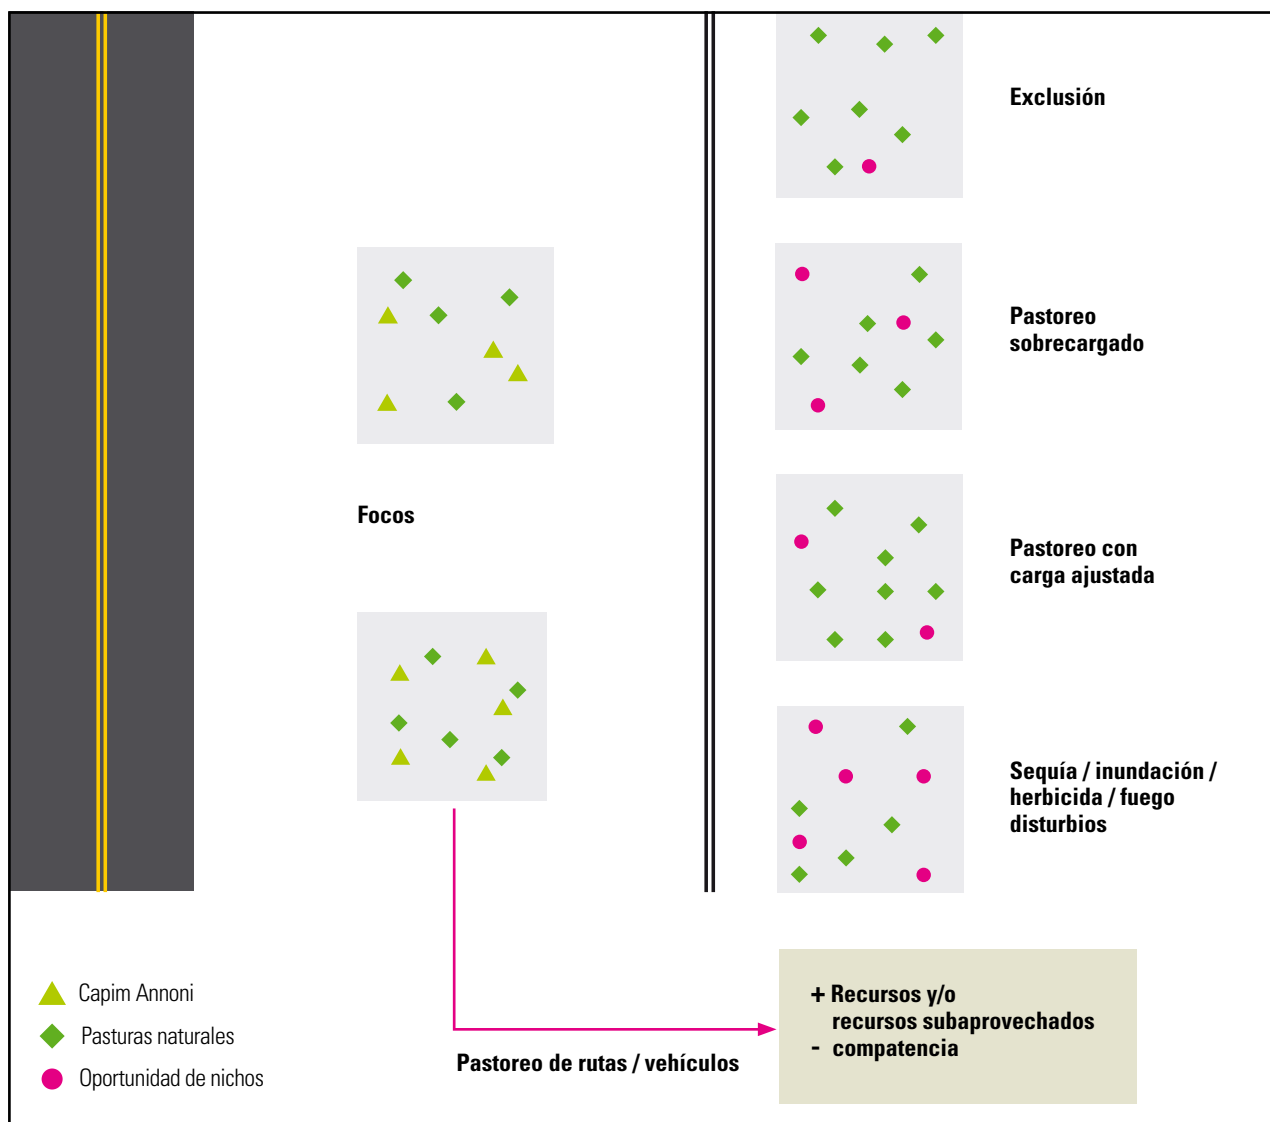 Exclusión
Pastoreo
sobrecargado
Focos
Pastoreo con
carga ajustada
Sequía / inundación /
herbicida / fuego
disturbios
Capim Annoni
Pasturas naturales
Oportunidad de nichos
Pastoreo de rutas / vehículos
+ Recursos y/o
recursos subaprovechados
- compatencia